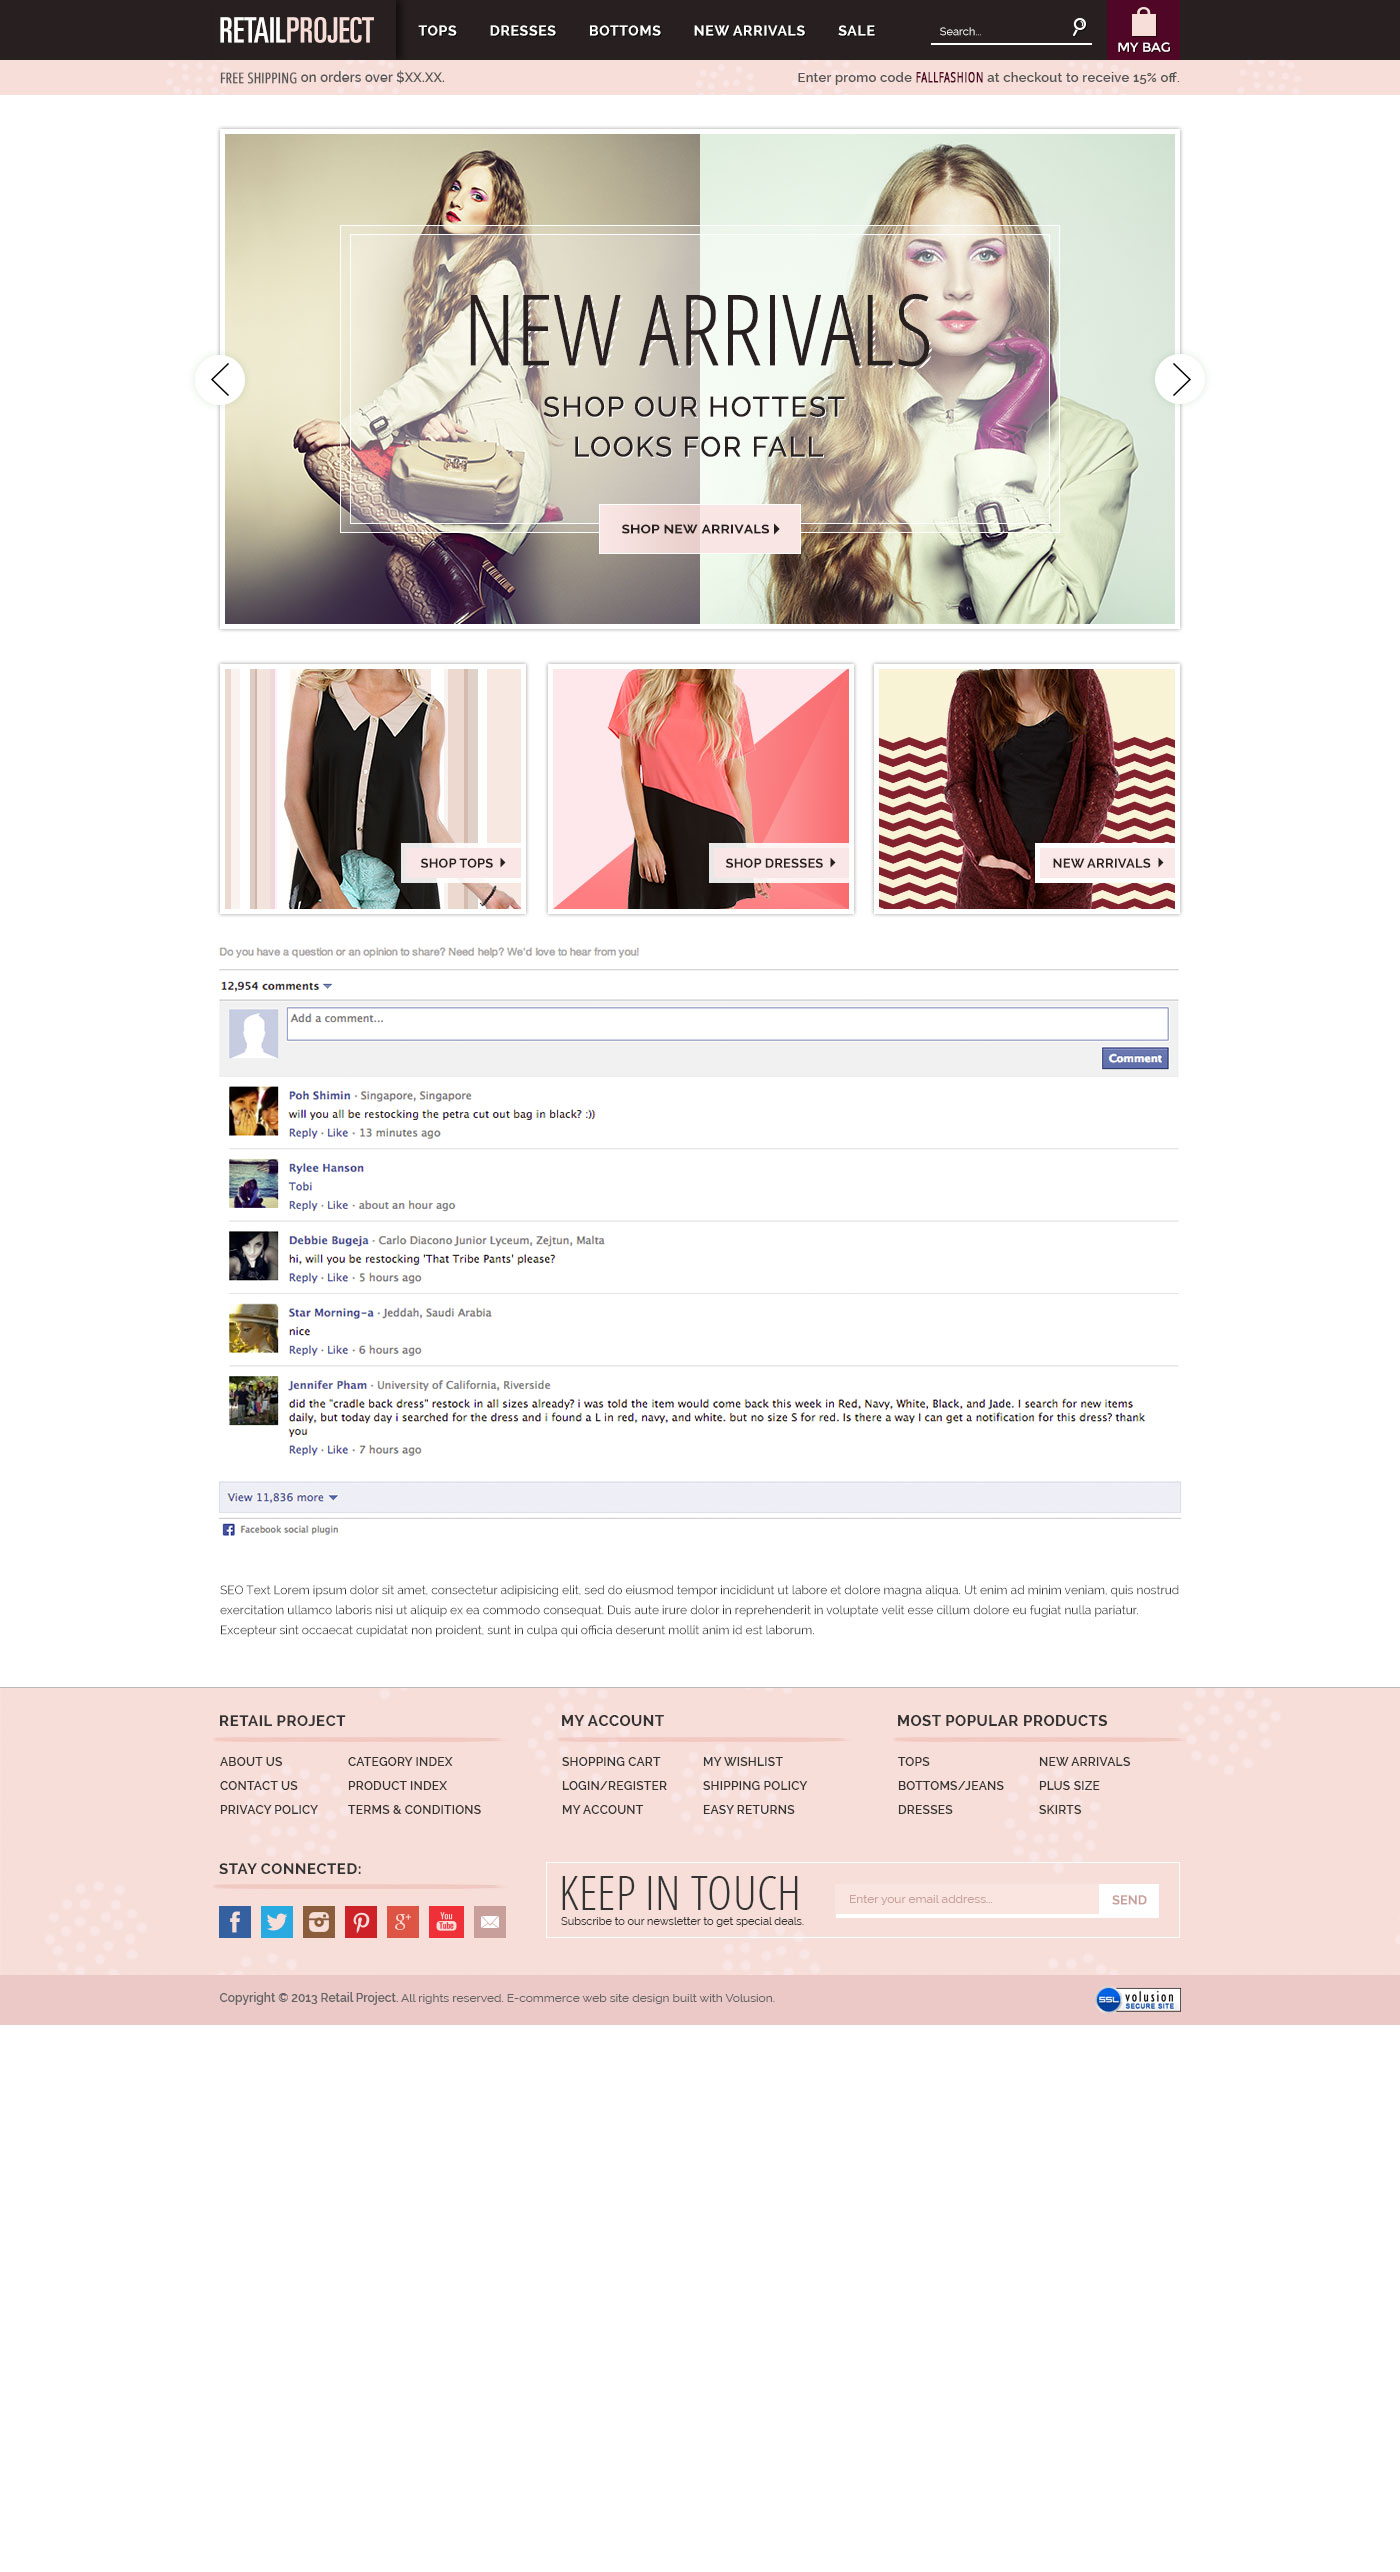 RETAILPROJECT
TOPS DRESSES BOTTOMS NEW ARRIVALS SALE
Search...
MY BAG
FREE SHIPPING on orders over $XX.XX.
Enter promo code FALLFASHION at checkout to receive 15% off.
NEW ARRIVALS
SHOP OUR HOTTEST
LOOKS FOR FALL
SHOP NEW ARRIVALS
SHOP TOPS
SHOP DRESSES
NEW ARRIVALS
Do you have a question or an opinion to share? Need help? We'd love to hear from you!
12,954 comments
Add a comment...
Comment
Poh Shimin · Singapore, Singapore
will you all be restocking the petra cut out bag in black? :))
Reply · Like · 13 minutes ago
Rylee Hanson
Tobi
Reply · Like · about an hour ago
Debbie Bugeja · Carlo Diacono Junior Lyceum, Zejtun, Malta
hi, will you be restocking 'That Tribe Pants' please?
Reply · Like · 5 hours ago
Star Morning-a · Jeddah, Saudi Arabia
nice
Reply · Like · 6 hours ago
Jennifer Pham · University of California, Riverside
did the "cradle back dress" restock in all sizes already? i was told the item would come back this week in Red, Navy, White, Black, and Jade. I search for new items
daily, but today day i searched for the dress and i found a L in red, navy, and white. but no size S for red. Is there a way I can get a notification for this dress? thank
you
Reply · Like · 7 hours ago
View 11,836 more
Facebook social plugin
SEO Text Lorem ipsum dolor sit amet, consectetur adipisicing elit, sed do eiusmod tempor incididunt ut labore et dolore magna aliqua. Ut enim ad minim veniam, quis nostrud
exercitation ullamco laboris nisi ut aliquip ex ea commodo consequat. Duis aute irure dolor in reprehenderit in voluptate velit esse cillum dolore eu fugiat nulla pariatur.
Excepteur sint occaecat cupidatat non proident, sunt in culpa qui officia deserunt mollit anim id est laborum.
RETAIL PROJECT
ABOUT US CATEGORY INDEX
CONTACT US PRODUCT INDEX
PRIVACY POLICY TERMS & CONDITIONS
MY ACCOUNT
SHOPPING CART MY WISHLIST
LOGIN/REGISTER SHIPPING POLICY
MY ACCOUNT EASY RETURNS
MOST POPULAR PRODUCTS
TOPS NEW ARRIVALS
BOTTOMS/JEANS PLUS SIZE
DRESSES SKIRTS
STAY CONNECTED:
You Tube
KEEP IN TOUCH
Subscribe to our newsletter to get special deals.
Enter your email address...
SEND
Copyright © 2013 Retail Project. All rights reserved. E-commerce web site design built with Volusion.
SSL volusion
SECURE SITE